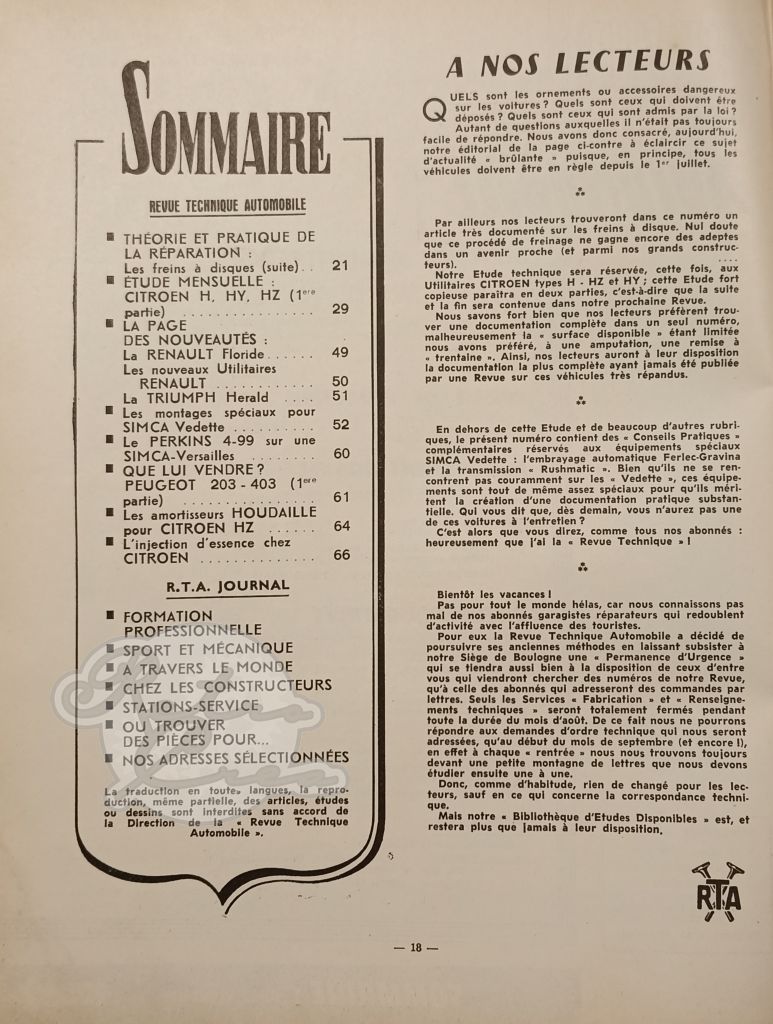 SOMMAIRE
REVUE TECHNIQUE AUTOMOBILE
■ THÉORIE ET PRATIQUE DE
LA RÉPARATION :
Les freins à disques (suite). . 21
■ ÉTUDE MENSUELLE :
CITROEN H, HY, HZ (1ere
partie) . . . . . . . . . . . . . . . 29
■ LA PAGE
DES NOUVEAUTÉS :
La RENAULT Floride. . . . . . 49
Les nouveaux Utilitaires
RENAULT . . . . . . . . . . . . 50
La TRIUMPH Herald . . . . 51
■ Les montages spéciaux pour
SIMCA Vedette . . . . . . . . . 52
■ Le PERKINS 4-99 sur une
SIMCA-Versailles . . . . . . . . 60
■ QUE LUI VENDRE ?
PEUGEOT 203 - 403 (1ere
partie) . . . . . . . . . . . . . . . 61
■ Les amortisseurs HOUDAILLE
pour CITROEN HZ . . . . . . 64
■ L'injection d'essence chez
CITROEN . . . . . . . . . . . . . 66
R.T.A. JOURNAL
■ FORMATION
PROFESSIONNELLE
■ SPORT ET MÉCANIQUE
■ A TRAVERS LE MONDE
■ CHEZ LES CONSTRUCTEURS
■ STATIONS-SERVICE
■ OU TROUVER
DES PIÈCES POUR...
■ NOS ADRESSES SÉLECTIONNÉES
La traduction en toutes langues, la repro-
duction, même partielle, des articles, études
ou dessins sont interdites sans accord de
la Direction de la « Revue Technique
Automobile ».
A NOS LECTEURS
QUELS sont les ornements ou accessoires dangereux
sur les voitures ? Quels sont ceux qui doivent être
déposés ? Quels sont ceux qui sont admis par la loi ?
Autant de questions auxquelles il n'était pas toujours
facile de répondre. Nous avons donc consacré, aujourd'hui,
notre éditorial de la page ci-contre à éclaircir ce sujet
d'actualité « brûlante » puisque, en principe, tous les
véhicules doivent être en règle depuis le 1er juillet.
Par ailleurs nos lecteurs trouveront dans ce numéro un
article très documenté sur les freins à disque. Nul doute
que ce procédé de freinage ne gagne encore des adeptes
dans un avenir proche (et parmi nos grands construc-
teurs).
Notre Etude technique sera réservée, cette fois, aux
Utilitaires CITROEN types H - HZ et HY ; cette Etude fort
copieuse paraîtra en deux parties, c'est-à-dire que la suite
et la fin sera contenue dans notre prochaine Revue.
Nous savons fort bien que nos lecteurs préfèrent trou-
ver une documentation complète dans un seul numéro,
malheureusement la « surface disponible » étant limitée
nous avons préféré, à une amputation, une remise à
« trentaine ». Ainsi, nos lecteurs auront à leur disposition
la documentation la plus complète ayant jamais été publiée
par une Revue sur ces véhicules très répandus.
En dehors de cette Etude et de beaucoup d'autres rubri-
ques, le présent numéro contient des « Conseils Pratiques »
complémentaires réservés aux équipements spéciaux
SIMCA Vedette : l'embrayage automatique Ferlec-Gravina
et la transmission « Rushmatic ». Bien qu'ils ne se ren-
contrent pas couramment sur les « Vedette », ces équipe-
ments sont tout de même assez spéciaux pour qu'ils méri-
tent la création d'une documentation pratique substan-
tielle. Qui vous dit que, dès demain, vous n'aurez pas une
de ces voitures à l'entretien ?
C'est alors que vous direz, comme tous nos abonnés :
heureusement que j'ai la « Revue Technique » !
Bientôt les vacances !
Pas pour tout le monde hélas, car nous connaissons pas
mal de nos abonnés garagistes réparateurs qui redoublent
d'activité avec l'affluence des touristes.
Pour eux la Revue Technique Automobile a décidé de
poursuivre ses anciennes méthodes en laissant subsister à
notre Siège de Boulogne une « Permanence d'Urgence »
qui se tiendra aussi bien à la disposition de ceux d'entre
vous qui viendront chercher des numéros de notre Revue,
qu'à celle des abonnés qui adresseront des commandes par
lettres. Seuls les Services « Fabrication » et « Renseigne-
ments techniques » seront totalement fermés pendant
toute la durée du mois d'août. De ce fait nous ne pourrons
répondre aux demandes d'ordre technique qui nous seront
adressées, qu'au début du mois de septembre (et encore !),
en effet à chaque « rentrée » nous nous trouvons toujours
devant une petite montagne de lettres que nous devons
étudier ensuite une à une.
Donc, comme d'habitude, rien de changé pour les lec-
teurs, sauf en ce qui concerne la correspondance techni-
que.
Mais notre « Bibliothèque d'Etudes Disponibles » est, et
restera plus que jamais à leur disposition.
RTA
— 18 —